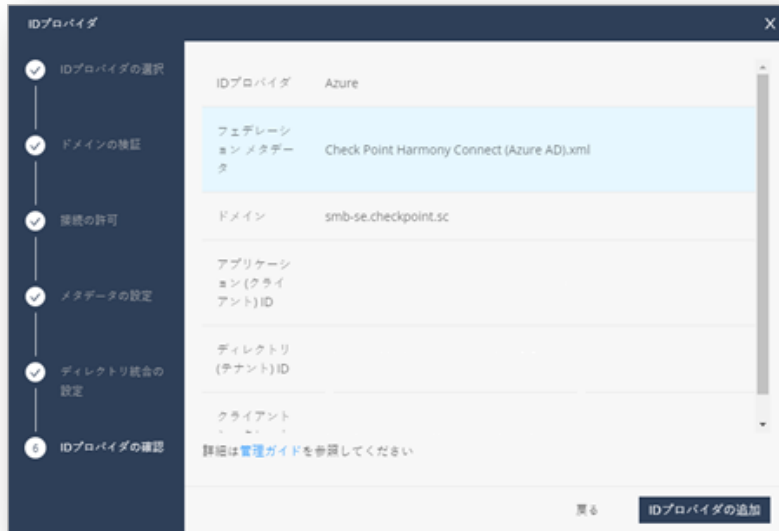 IDプロバイダ
X
IDプロバイダの選択
ドメインの検証
接続の許可
メタデータの設定
ディレクトリ統合の
設定
6 IDプロバイダの確認
IDプロバイダ Azure
フェデレーシ
ョン メタデー
タ
Check Point Harmony Connect (Azure AD).xml
ドメイン smb-se.checkpoint.sc
アプリケーシ
ョン (クライ
アント) ID
ディレクトリ
(テナント) ID
クライアント
詳細は管理ガイドを参照してください
戻る IDプロバイダの追加